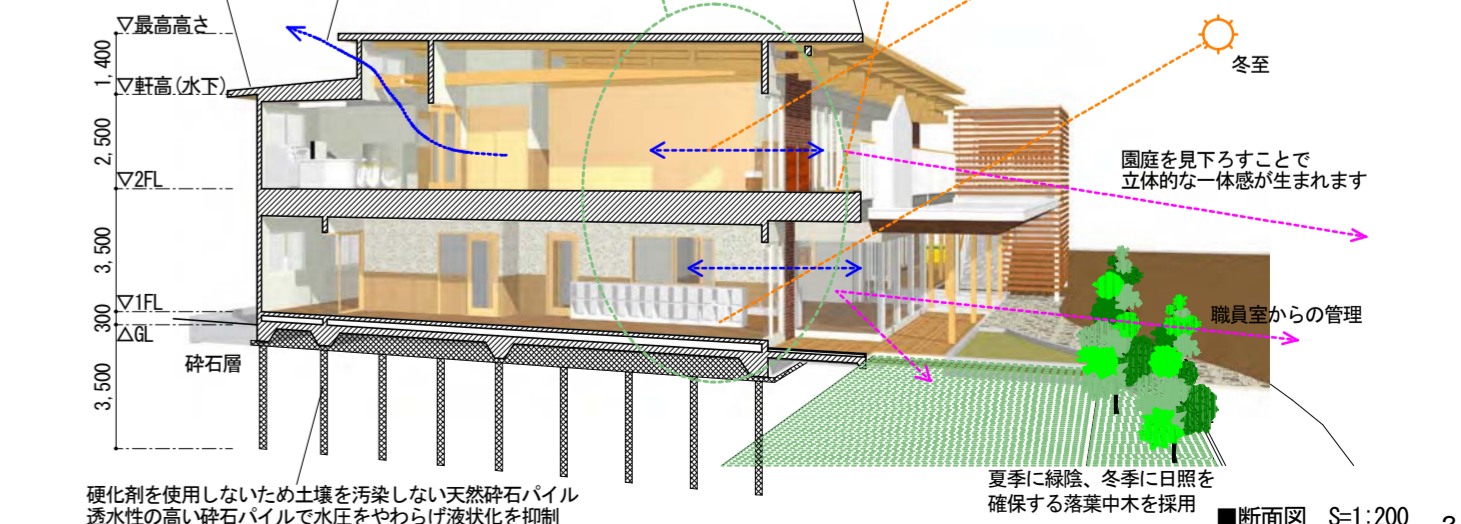 ▽最高高さ
1,400
▽軒高(水下)
2,500
▽2FL
3,500
▽1FL
300
△GL
砕石層
3,500
冬至
園庭を見下ろすことで
立体的な一体感が生まれます
職員室からの管理
硬化剤を使用しないため土壌を汚染しない天然砕石パイル
透水性の高い砕石パイルで水圧をやわらげ液状化を抑制
夏季に緑陰、冬季に日照を
確保する落葉中木を採用
■断面図 S=1:200